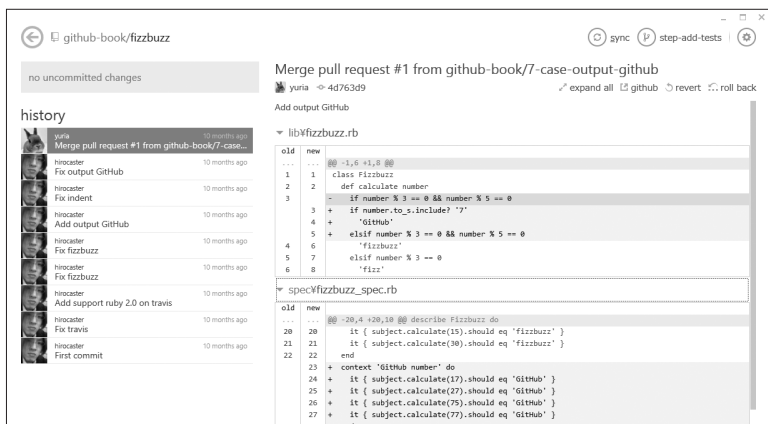 github-book/fizzbuzz
sync
step-add-tests
no uncommitted changes
history
yuria 10 months ago
Merge pull request #1 from github-book/7-case...
hirocaster 10 months ago
Fix output GitHub
hirocaster 10 months ago
Fix indent
hirocaster 10 months ago
Add output GitHub
hirocaster 10 months ago
Fix fizzbuzz
hirocaster 10 months ago
Fix fizzbuzz
hirocaster 10 months ago
Add support ruby 2.0 on travis
hirocaster 10 months ago
Fix travis
hirocaster 10 months ago
First commit
Merge pull request #1 from github-book/7-case-output-github
yuria 4d763d9 expand all github revert roll back
Add output GitHub
lib¥fizzbuzz.rb
old new
... ... @@ -1,6 +1,8 @@
1 1 class Fizzbuzz
2 2 def calculate number
3 - if number % 3 == 0 && number % 5 == 0
3 + if number.to_s.include? '7'
4 + 'GitHub'
5 + elsif number % 3 == 0 && number % 5 == 0
4 6 'fizzbuzz'
5 7 elsif number % 3 == 0
6 8 'fizz'
spec¥fizzbuzz_spec.rb
old new
... ... @@ -20,4 +20,10 @@ describe Fizzbuzz do
20 20 it { subject.calculate(15).should eq 'fizzbuzz' }
21 21 it { subject.calculate(30).should eq 'fizzbuzz' }
22 22 end
23 + context 'GitHub number' do
24 + it { subject.calculate(17).should eq 'GitHub' }
25 + it { subject.calculate(27).should eq 'GitHub' }
26 + it { subject.calculate(75).should eq 'GitHub' }
27 + it { subject.calculate(77).should eq 'GitHub' }